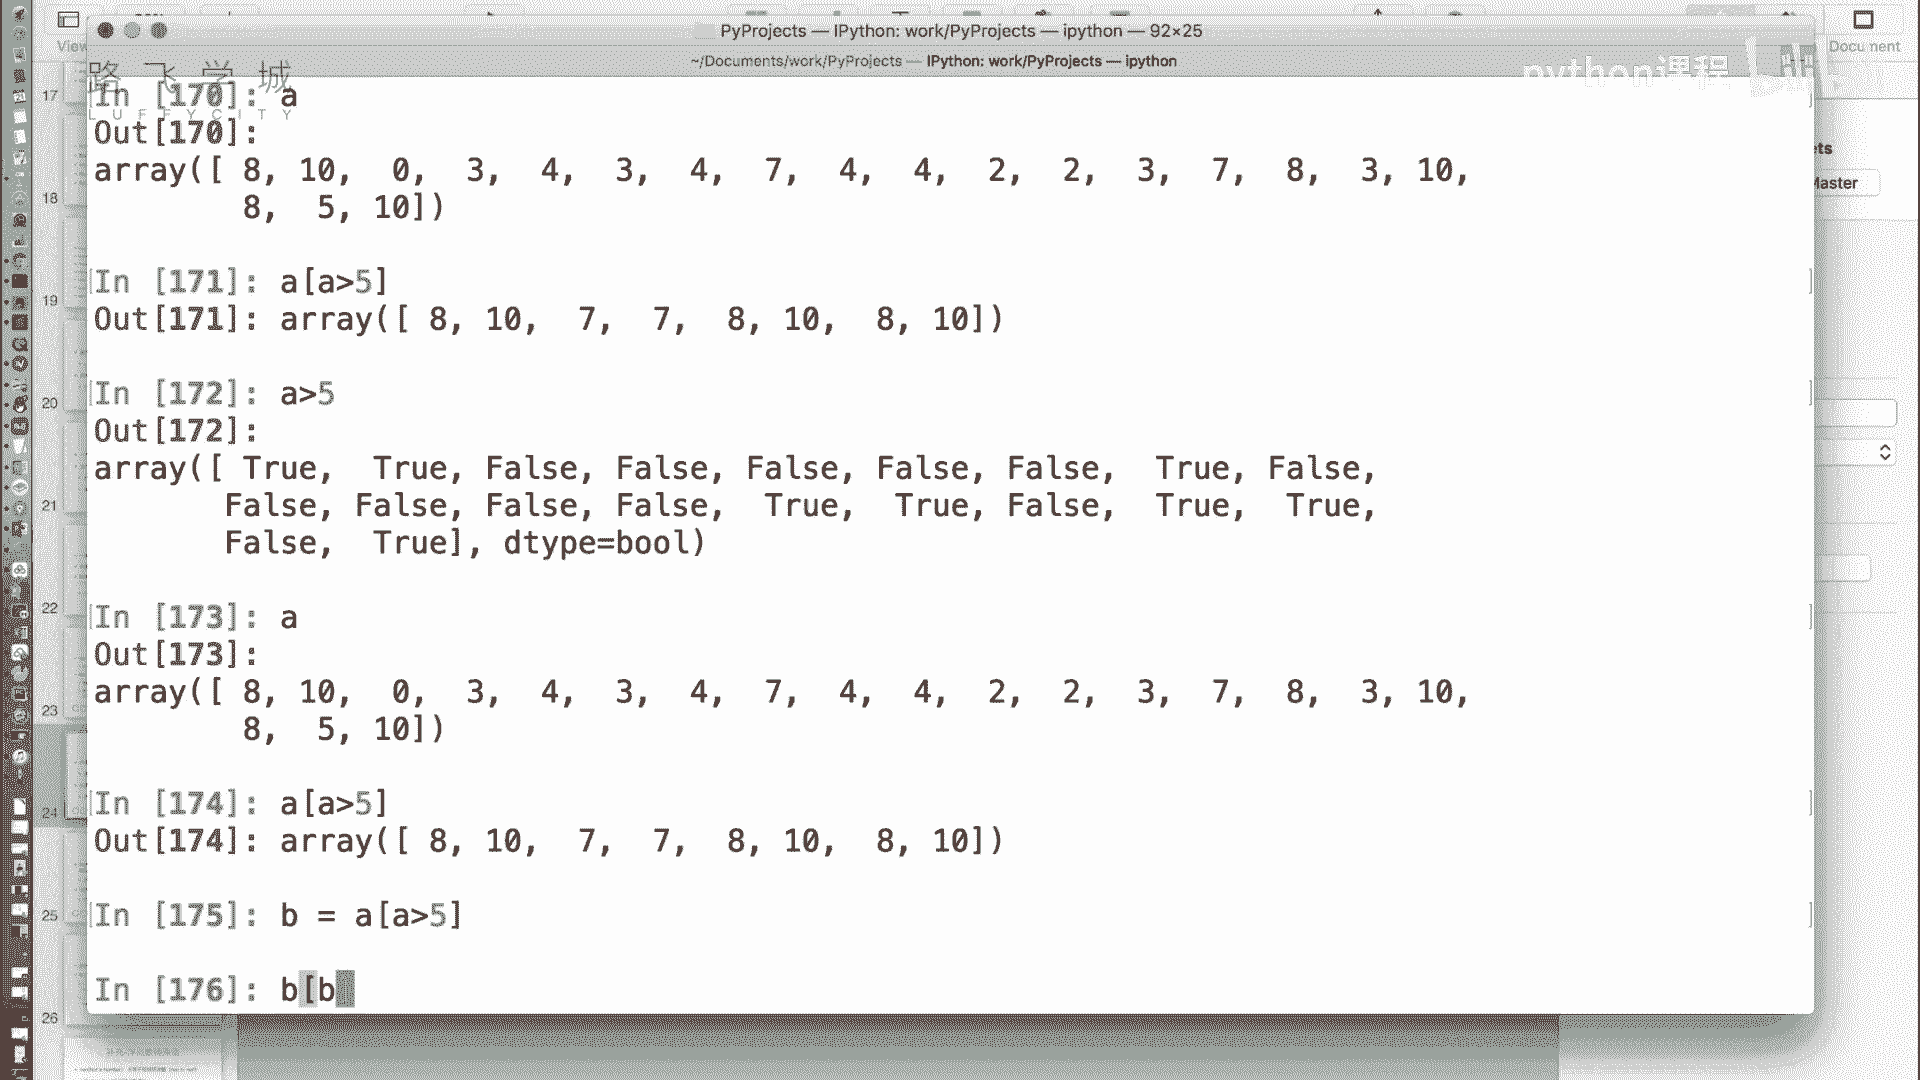 View
Document
PyProjects — IPython: work/PyProjects — ipython — 92×25
~/Documents/work/PyProjects — IPython: work/PyProjects — ipython
路飞学城
LUFFYCITY
python课程
In [170]: a
Out[170]:
array([ 8, 10,  0,  3,  4,  3,  4,  7,  4,  4,  2,  2,  3,  7,  8,  3, 10,
        8,  5, 10])
In [171]: a[a>5]
Out[171]: array([ 8, 10,  7,  7,  8, 10,  8, 10])
In [172]: a>5
Out[172]:
array([ True,  True, False, False, False, False, False,  True, False,
       False, False, False, False,  True,  True, False,  True,  True,
       False,  True], dtype=bool)
In [173]: a
Out[173]:
array([ 8, 10,  0,  3,  4,  3,  4,  7,  4,  4,  2,  2,  3,  7,  8,  3, 10,
        8,  5, 10])
In [174]: a[a>5]
Out[174]: array([ 8, 10,  7,  7,  8, 10,  8, 10])
In [175]: b = a[a>5]
In [176]: b[b
17
18
19
20
21
22
23
24
25
26